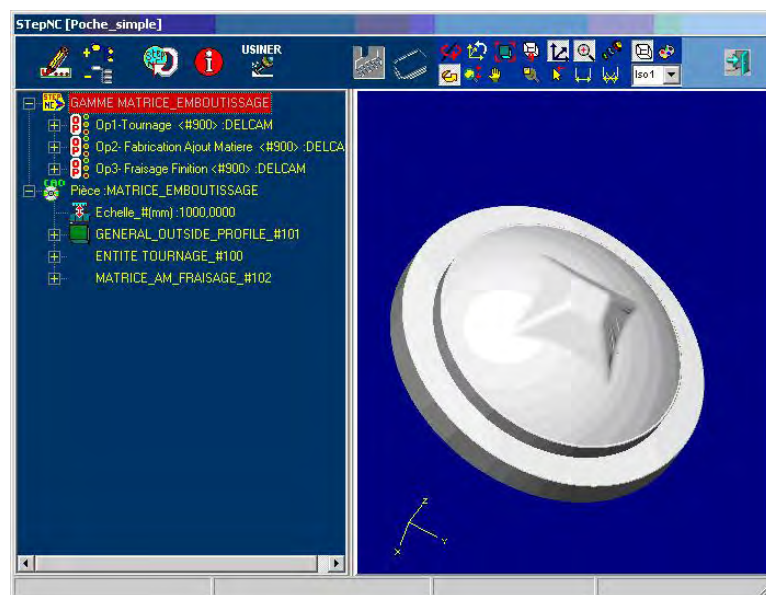 STepNC [Poche_simple]
USINER
Iso1
GAMME MATRICE_EMBOUTISSAGE
Op1-Tournage <#900> :DELCAM
Op2- Fabrication Ajout Matiere <#900> :DELCA
Op3- Fraisage Finition <#900> :DELCAM
Pièce :MATRICE_EMBOUTISSAGE
Echelle_#(mm) :1000,0000
GENERAL_OUTSIDE_PROFILE_#101
ENTITE TOURNAGE_#100
MATRICE_AM_FRAISAGE_#102
Z
Y
X